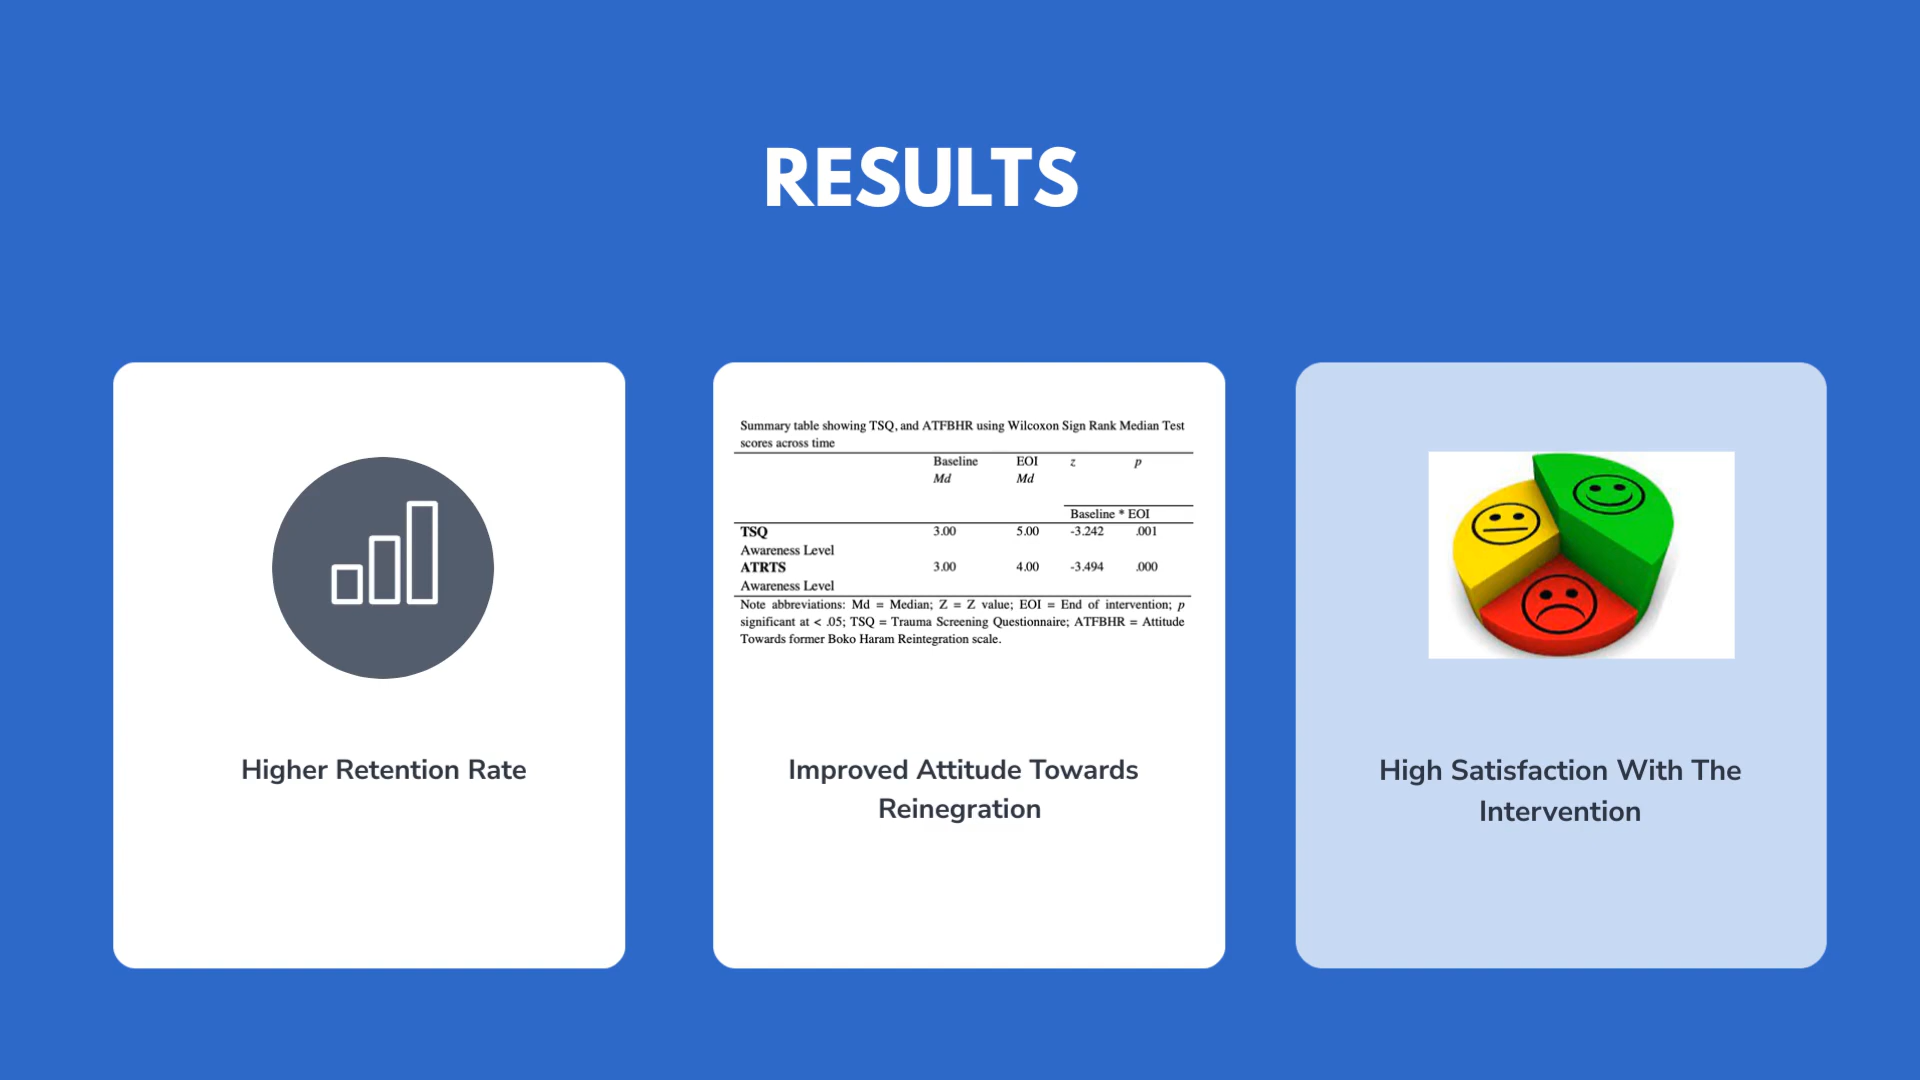 RESULTS
Higher Retention Rate
Summary table showing TSQ, and ATFBHR using Wilcoxon Sign Rank Median Test
scores across time
Baseline EOI z p
Md Md
Baseline * EOI
TSQ 3.00 5.00 -3.242 .001
Awareness Level
ATRTS 3.00 4.00 -3.494 .000
Awareness Level
Note abbreviations: Md = Median; Z = Z value; EOI = End of intervention; p
significant at < .05; TSQ = Trauma Screening Questionnaire; ATFBHR = Attitude
Towards former Boko Haram Reintegration scale.
Improved Attitude Towards
Reinegration
High Satisfaction With The
Intervention